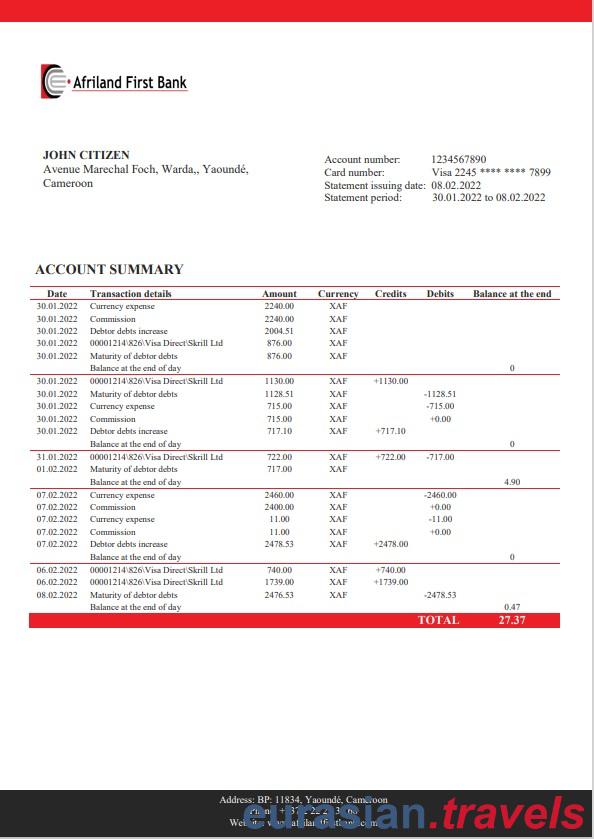 Afriland First Bank
JOHN CITIZEN
Avenue Marechal Foch, Warda,, Yaoundé,
Cameroon
Account number: 1234567890
Card number: Visa 2245 **** **** 7899
Statement issuing date: 08.02.2022
Statement period: 30.01.2022 to 08.02.2022
ACCOUNT SUMMARY
Date Transaction details Amount Currency Credits Debits Balance at the end
30.01.2022 Currency expense 2240.00 XAF
30.01.2022 Commission 2240.00 XAF
30.01.2022 Debtor debts increase 2004.51 XAF
30.01.2022 00001214\826\Visa Direct\Skrill Ltd 876.00 XAF
30.01.2022 Maturity of debtor debts 876.00 XAF
Balance at the end of day 0
30.01.2022 00001214\826\Visa Direct\Skrill Ltd 1130.00 XAF +1130.00
30.01.2022 Maturity of debtor debts 1128.51 XAF -1128.51
30.01.2022 Currency expense 715.00 XAF -715.00
30.01.2022 Commission 715.00 XAF +0.00
30.01.2022 Debtor debts increase 717.10 XAF +717.10
Balance at the end of day 0
31.01.2022 00001214\826\Visa Direct\Skrill Ltd 722.00 XAF +722.00 -717.00
01.02.2022 Maturity of debtor debts 717.00 XAF
Balance at the end of day 4.90
07.02.2022 Currency expense 2460.00 XAF -2460.00
07.02.2022 Commission 2400.00 XAF +0.00
07.02.2022 Currency expense 11.00 XAF -11.00
07.02.2022 Commission 11.00 XAF +0.00
07.02.2022 Debtor debts increase 2478.53 XAF +2478.00
Balance at the end of day 0
06.02.2022 00001214\826\Visa Direct\Skrill Ltd 740.00 XAF +740.00
06.02.2022 00001214\826\Visa Direct\Skrill Ltd 1739.00 XAF +1739.00
08.02.2022 Maturity of debtor debts 2476.53 XAF -2478.53
Balance at the end of day 0.47
TOTAL 27.37
Address: BP: 11834, Yaoundé, Cameroon
eurasian.travels